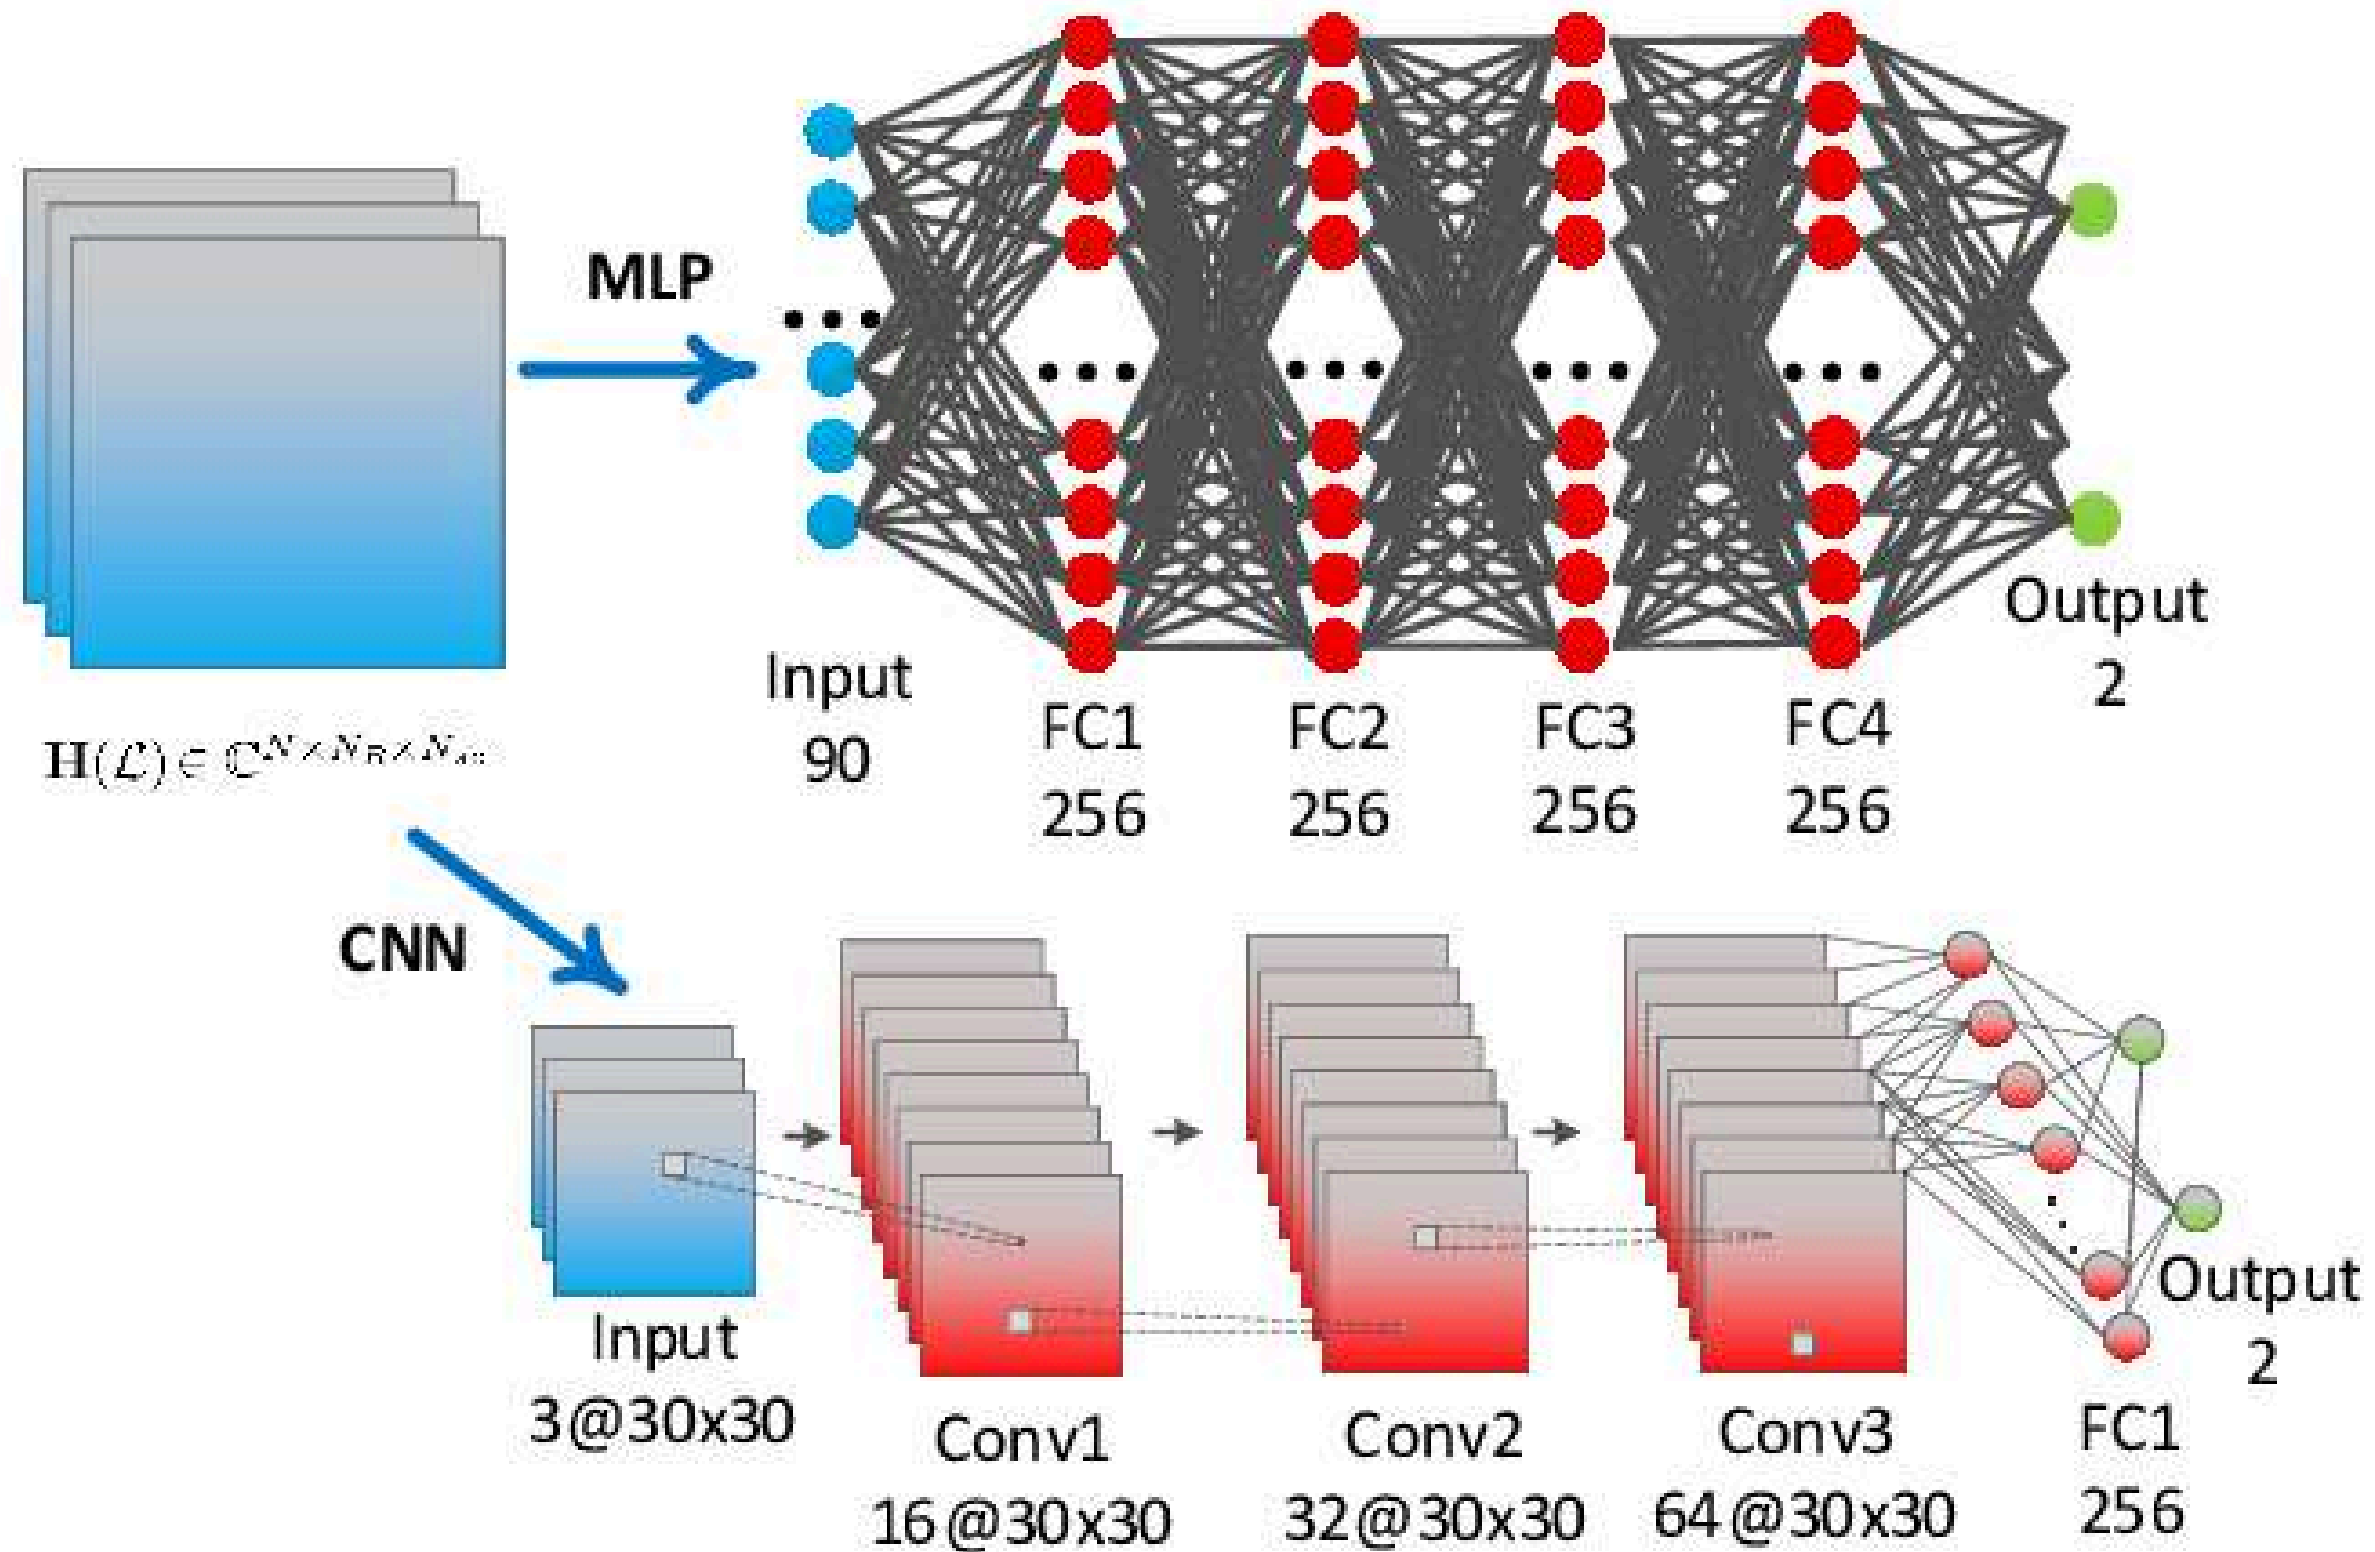 MLP
Input
90
FC1
256
FC2
256
FC3
256
FC4
256
Output
2
H(ℒ) ∈ ℂ
CNN
Input
3@30x30
Conv1
16@30x30
Conv2
32@30x30
Conv3
64@30x30
FC1
256
Output
2